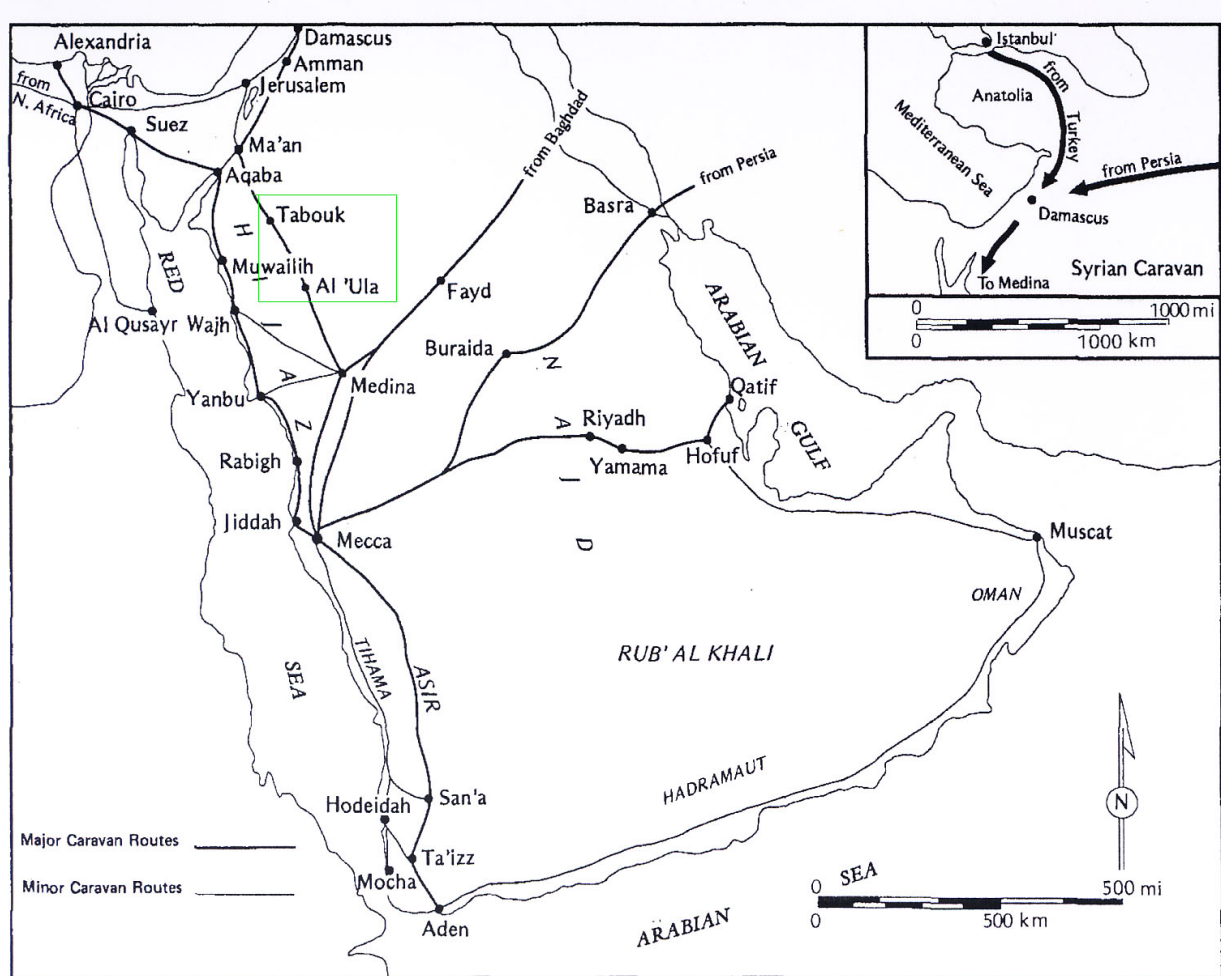 Alexandria
Damascus
Amman
Jerusalem
from
N. Africa
Cairo
Suez
Ma'an
Aqaba
Tabouk
Muwailih
Al 'Ula
Al Qusayr
Wajh
Medina
Yanbu
Rabigh
Jiddah
Mecca
from Baghdad
Fayd
Buraida
Basra
from Persia
Riyadh
Yamama
Hofuf
Qatif
Muscat
HIJAZ
NAJD
RED
SEA
ARABIAN
GULF
OMAN
RUB' AL KHALI
TIHAMA
ASIR
HADRAMAUT
San'a
Hodeidah
Ta'izz
Mocha
Aden
ARABIAN
SEA
Major Caravan Routes
Minor Caravan Routes
N
0 500 mi
0 500 km
Istanbul
Anatolia
from
Turkey
Mediterranean Sea
from Persia
Damascus
To Medina
Syrian Caravan
0 1000 mi
0 1000 km